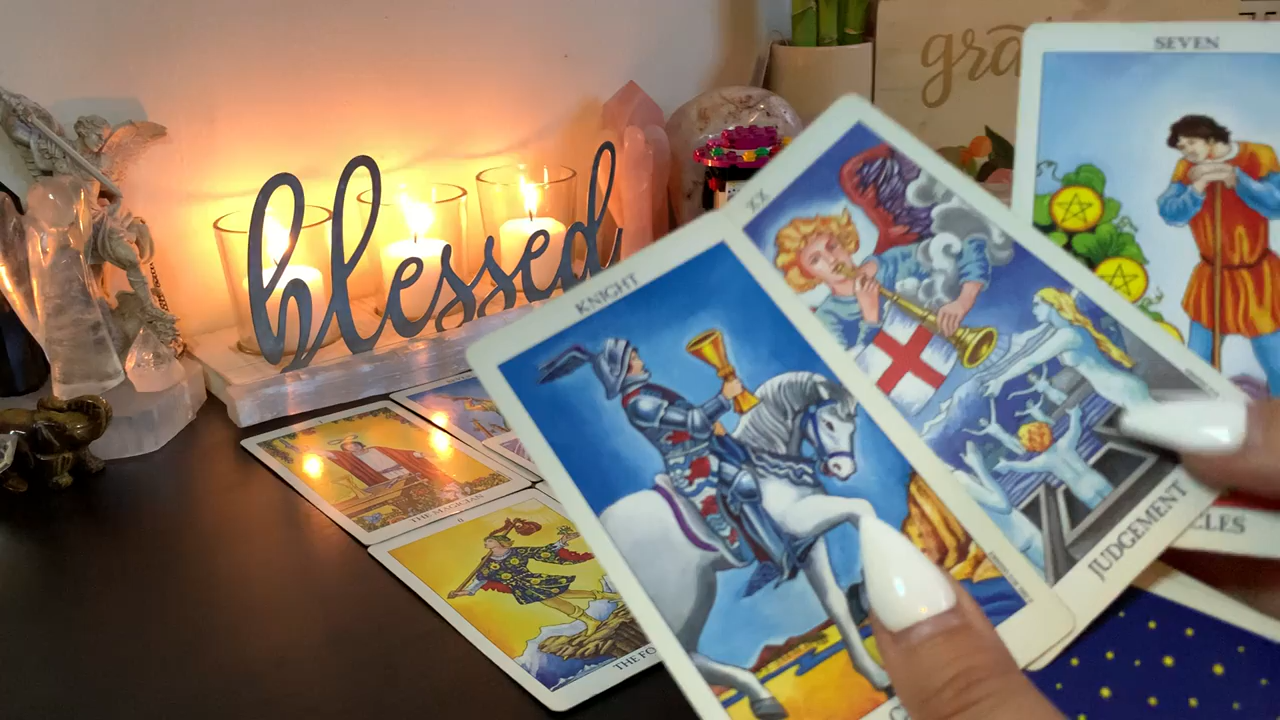 blessed
gra
SEVEN
XX
KNIGHT
JUDGEMENT
CLES
THE MAGICIAN
0
THE FO